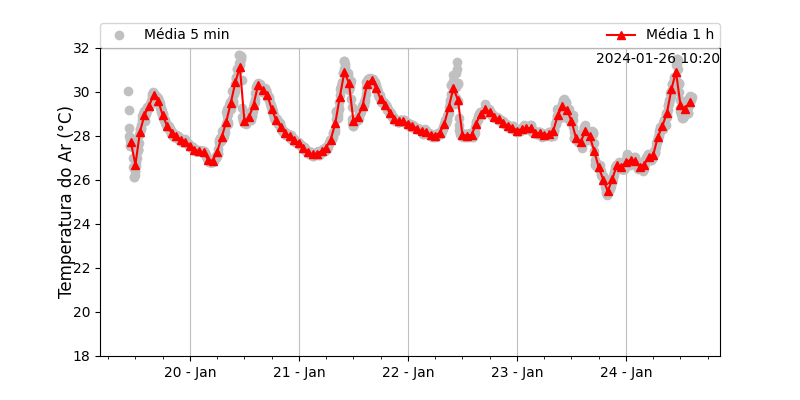 Média 5 min
Média 1 h
2024-01-26 10:20
Temperatura do Ar (°C)
32
30
28
26
24
22
20
18
20 - Jan
21 - Jan
22 - Jan
23 - Jan
24 - Jan